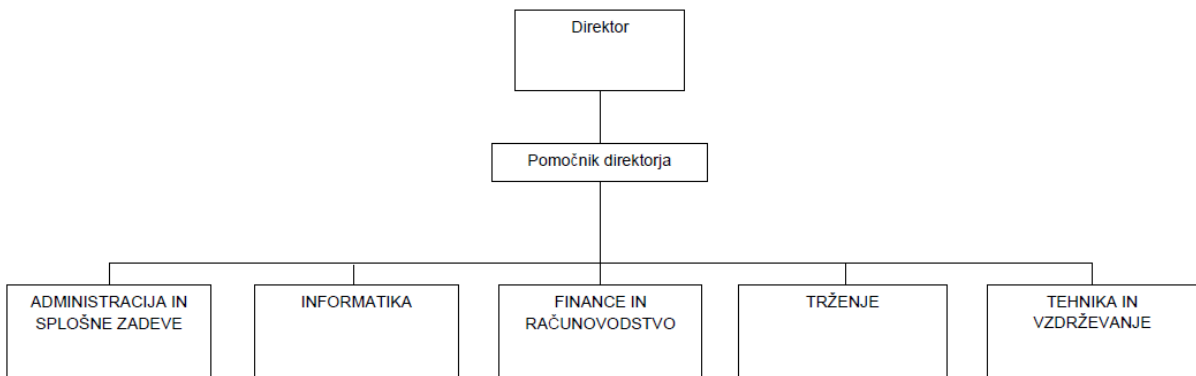 Direktor
Pomočnik direktorja
ADMINISTRACIJA IN
SPLOŠNE ZADEVE
INFORMATIKA
FINANCE IN
RAČUNOVODSTVO
TRŽENJE
TEHNIKA IN
VZDRŽEVANJE